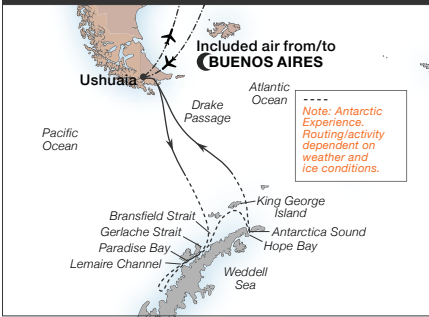 Included air from/to
BUENOS AIRES
Ushuaia
Atlantic
Ocean
Drake
Passage
Note: Antarctic
Experience.
Routing/activity
dependent on
weather and
ice conditions.
Pacific
Ocean
King George
Island
Bransfield Strait
Gerlache Strait
Antarctica Sound
Paradise Bay
Hope Bay
Lemaire Channel
Weddell
Sea